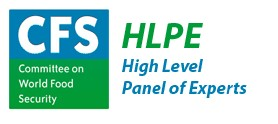 CFS
Committee on
World Food
Security
HLPE
High Level
Panel of Experts